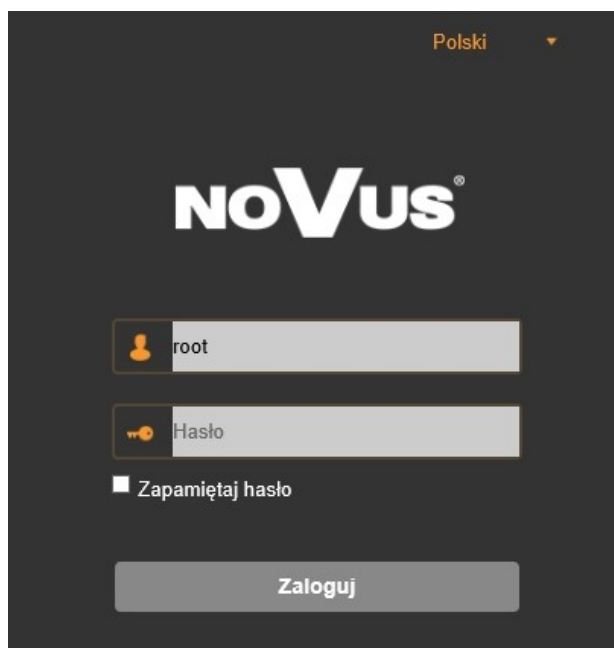 Polski
NOVUS®
root
Hasło
Zapamiętaj hasło
Zaloguj